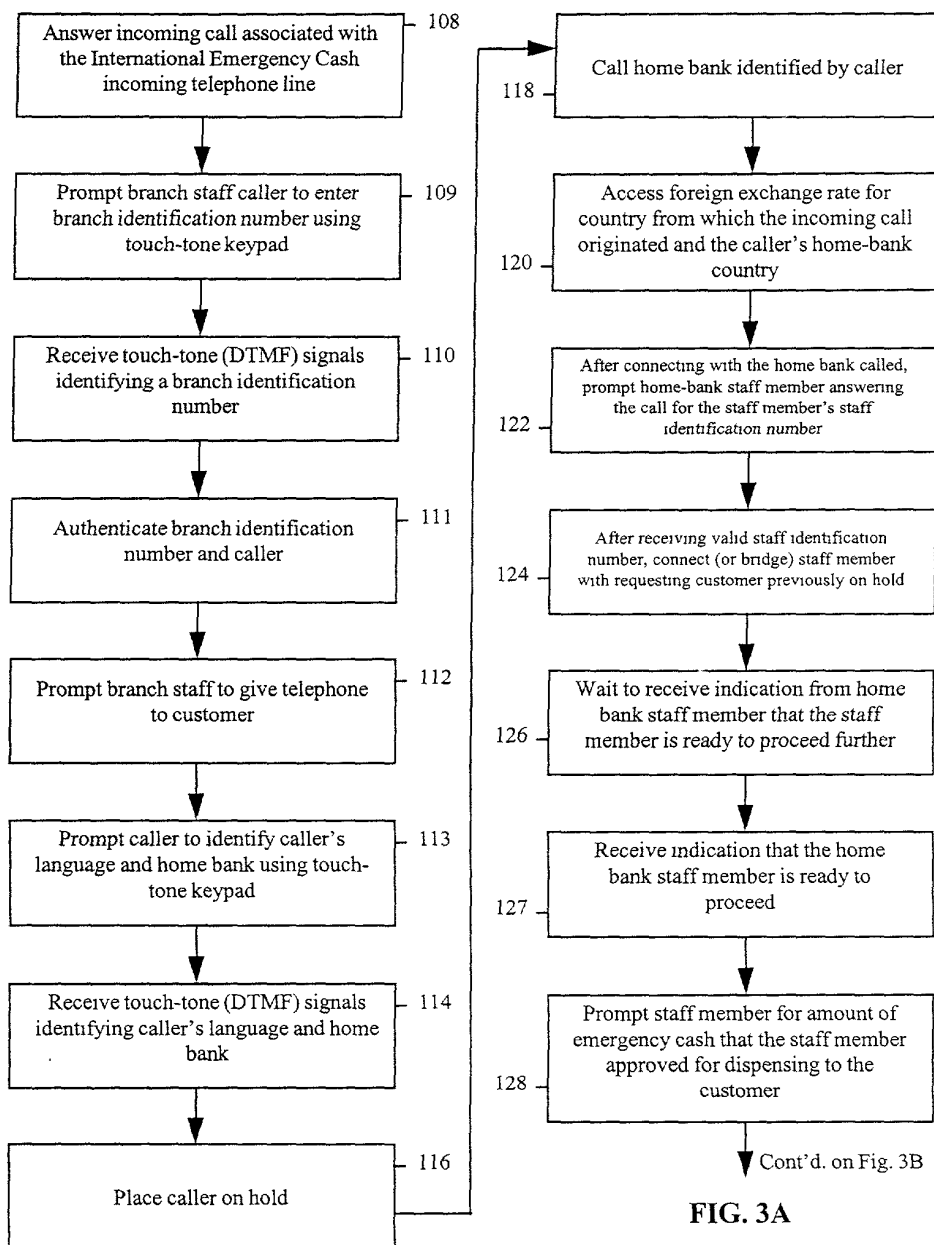 108
Answer incoming call associated with
the International Emergency Cash
incoming telephone line
109
Prompt branch staff caller to enter
branch identification number using
touch-tone keypad
110
Receive touch-tone (DTMF) signals
identifying a branch identification
number
111
Authenticate branch identification
number and caller
112
Prompt branch staff to give telephone
to customer
113
Prompt caller to identify caller's
language and home bank using touch-
tone keypad
114
Receive touch-tone (DTMF) signals
identifying caller's language and home
bank
116
Place caller on hold
Call home bank identified by caller
118
Access foreign exchange rate for
country from which the incoming call
originated and the caller's home-bank
country
120
After connecting with the home bank called,
prompt home-bank staff member answering
the call for the staff member's staff
identification number
122
After receiving valid staff identification
number, connect (or bridge) staff member
with requesting customer previously on hold
124
Wait to receive indication from home
bank staff member that the staff
member is ready to proceed further
126
Receive indication that the home
bank staff member is ready to
proceed
127
Prompt staff member for amount of
emergency cash that the staff member
approved for dispensing to the
customer
128
Cont'd. on Fig. 3B
FIG. 3A